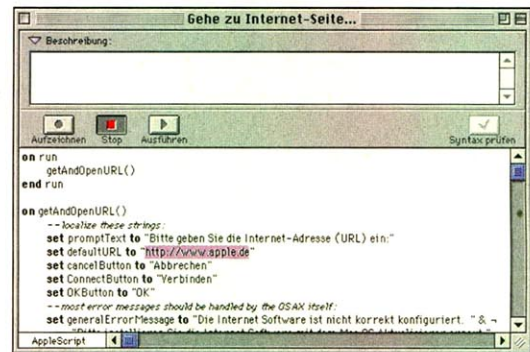 Gehe zu Internet-Seite...
Beschreibung:
Aufzeichnen Stop Ausführen Syntax prüfen
on run
getAndOpenURL()
end run
on getAndOpenURL()
--localize these strings:
set promptText to "Bitte geben Sie die Internet-Adresse (URL) ein:"
set defaultURL to "http://www.apple.de"
set cancelButton to "Abbrechen"
set ConnectButton to "Verbinden"
set OKButton to "OK"
--most error messages should be handled by the OSAX itself:
set generalErrorMessage to "Die Internet Software ist nicht korrekt konfiguriert. " & ¬
AppleScript